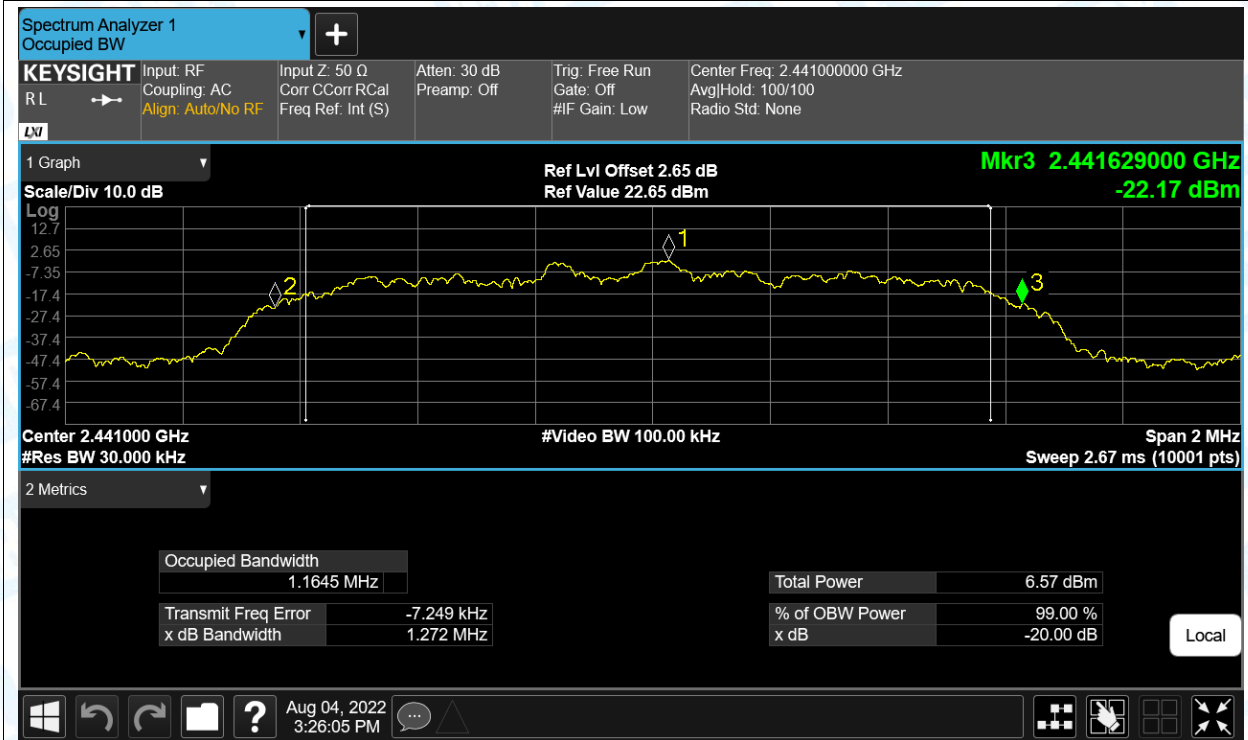 Spectrum Analyzer 1
Occupied BW
+
KEYSIGHT
R L
LXI
Input: RF
Coupling: AC
Align: Auto/No RF
Input Z: 50 Ω
Corr CCorr RCal
Freq Ref: Int (S)
Atten: 30 dB
Preamp: Off
Trig: Free Run
Gate: Off
#IF Gain: Low
Center Freq: 2.441000000 GHz
Avg|Hold: 100/100
Radio Std: None
1 Graph
Scale/Div 10.0 dB
Ref Lvl Offset 2.65 dB
Ref Value 22.65 dBm
Mkr3 2.441629000 GHz
-22.17 dBm
Log
12.7
2.65
-7.35
-17.4
-27.4
-37.4
-47.4
-57.4
-67.4
1
2
3
Center 2.441000 GHz
#Res BW 30.000 kHz
#Video BW 100.00 kHz
Span 2 MHz
Sweep 2.67 ms (10001 pts)
2 Metrics
Occupied Bandwidth
1.1645 MHz
Transmit Freq Error -7.249 kHz
x dB Bandwidth 1.272 MHz
Total Power 6.57 dBm
% of OBW Power 99.00 %
x dB -20.00 dB
Local
?
Aug 04, 2022
3:26:05 PM